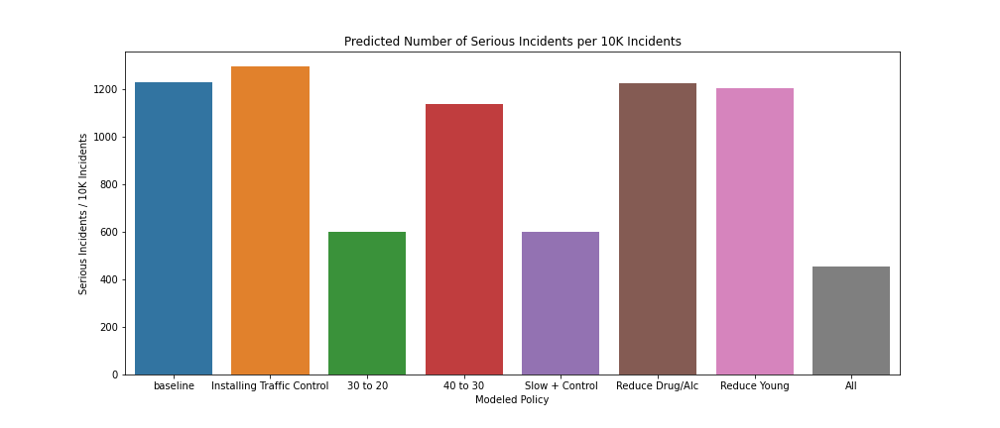 Predicted Number of Serious Incidents per 10K Incidents
Serious Incidents / 10K Incidents
1200
1000
800
600
400
200
0
baseline Installing Traffic Control 30 to 20 40 to 30 Slow + Control Reduce Drug/Alc Reduce Young All
Modeled Policy